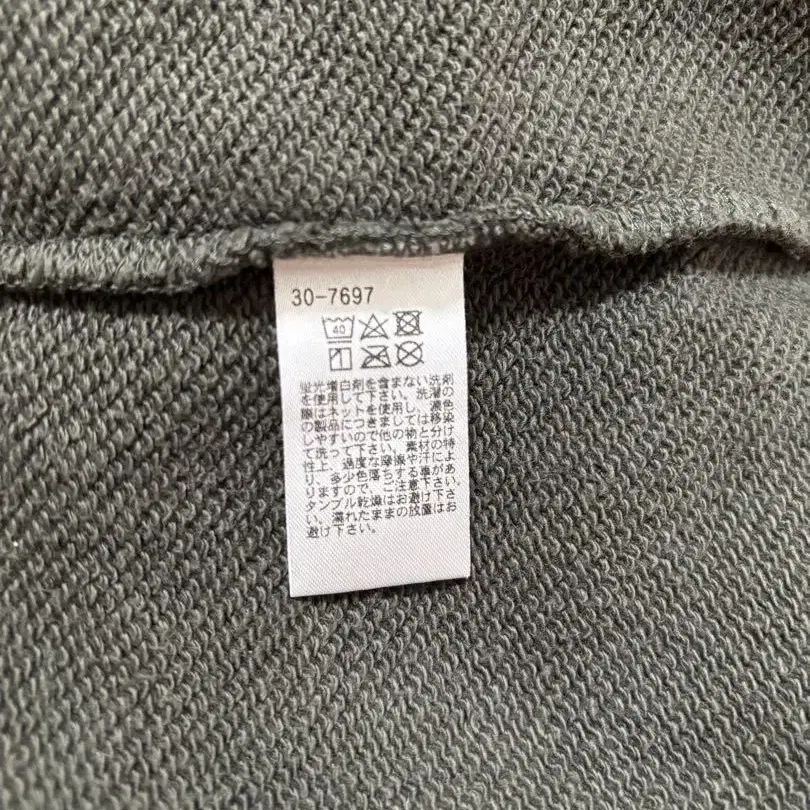 30-7697
40
蛍光増白剤を含まない洗剤
を使用して下さい。洗濯の
際はネットを使用し、濃色
の製品につきましては移染
しやすいので他の物と分け
て洗って下さい。素材の特
性上、過度な摩擦や汗によ
り、多少色落ちする事があ
りますので、ご注意下さい。
タンブル乾燥はお避け下さ
い。濡れたままの放置はお
避け下さい。